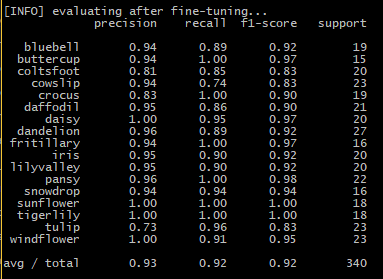 [INFO] evaluating after fine-tuning...
precision recall f1-score support
bluebell 0.94 0.89 0.92 19
buttercup 0.94 1.00 0.97 15
coltsfoot 0.81 0.85 0.83 20
cowslip 0.94 0.74 0.83 23
crocus 0.83 1.00 0.90 19
daffodil 0.95 0.86 0.90 21
daisy 1.00 0.95 0.97 20
dandelion 0.96 0.89 0.92 27
fritillary 0.94 1.00 0.97 16
iris 0.95 0.90 0.92 20
lilyvalley 0.95 0.90 0.92 20
pansy 0.96 1.00 0.98 22
snowdrop 0.94 0.94 0.94 16
sunflower 1.00 1.00 1.00 18
tigerlily 1.00 1.00 1.00 18
tulip 0.73 0.96 0.83 23
windflower 1.00 0.91 0.95 23
avg / total 0.93 0.92 0.92 340